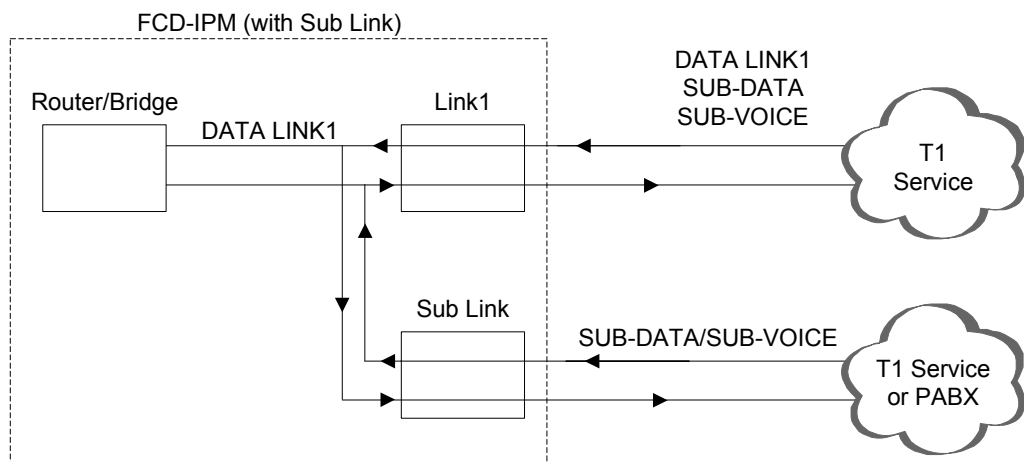 FCD-IPM (with Sub Link)
DATA LINK1
SUB-DATA
SUB-VOICE
Router/Bridge
Link1
DATA LINK1
T1
Service
Sub Link
SUB-DATA/SUB-VOICE
T1 Service
or PABX